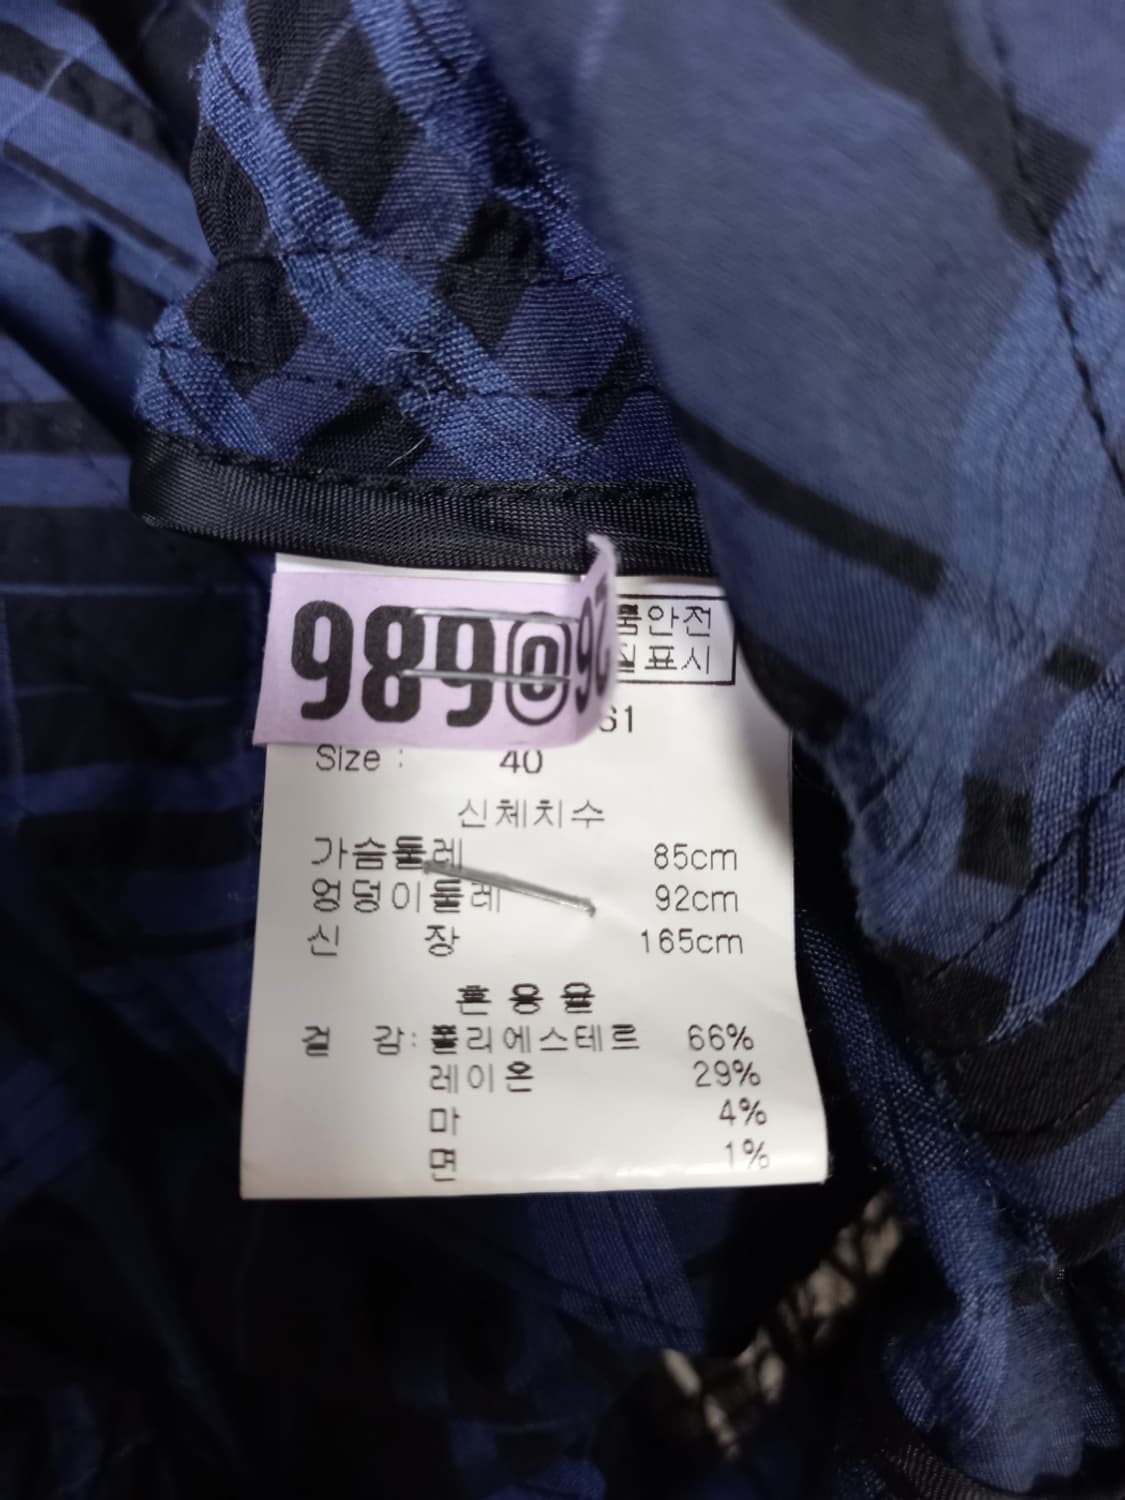 989⓪92
품안전
질표시
61
Size : 40
신체치수
가슴둘레 85cm
엉덩이둘레 92cm
신 장 165cm
혼 용 율
겉 감: 폴리에스테르 66%
레이온 29%
마 4%
면 1%